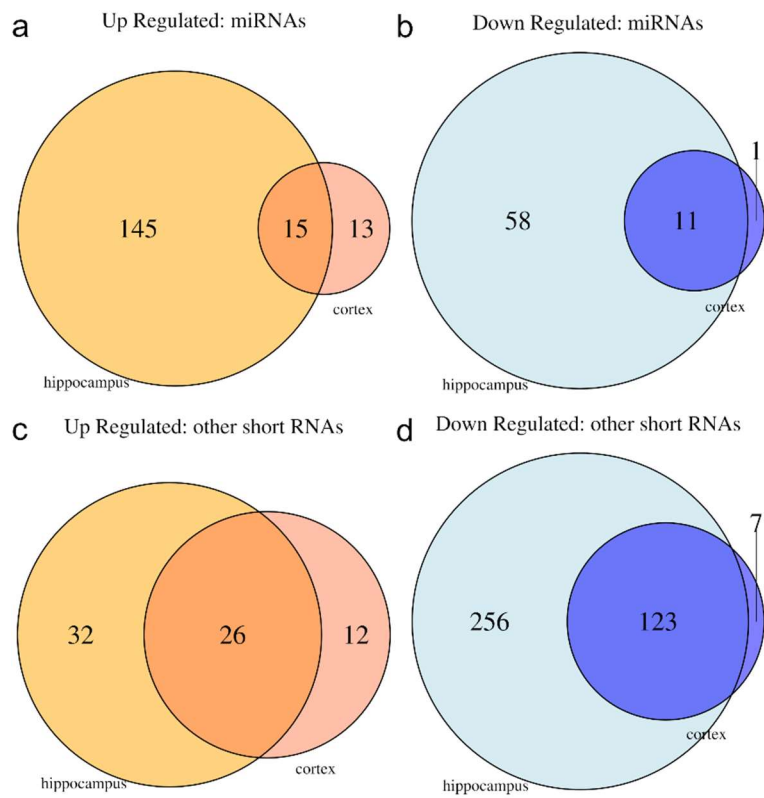 a Up Regulated: miRNAs
145 15 13
cortex
hippocampus
b Down Regulated: miRNAs
1
58 11
cortex
hippocampus
c Up Regulated: other short RNAs
32 26 12
cortex
hippocampus
d Down Regulated: other short RNAs
7
256 123
cortex
hippocampus